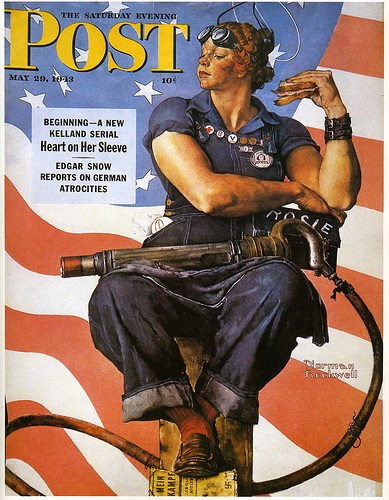 THE SATURDAY EVENING
POST
MAY 29, 1943
10¢
BEGINNING—A NEW
KELLAND SERIAL
Heart on Her Sleeve
EDGAR SNOW
REPORTS ON GERMAN
ATROCITIES
ROSIE
Norman
Rockwell
MEIN
KAMPF